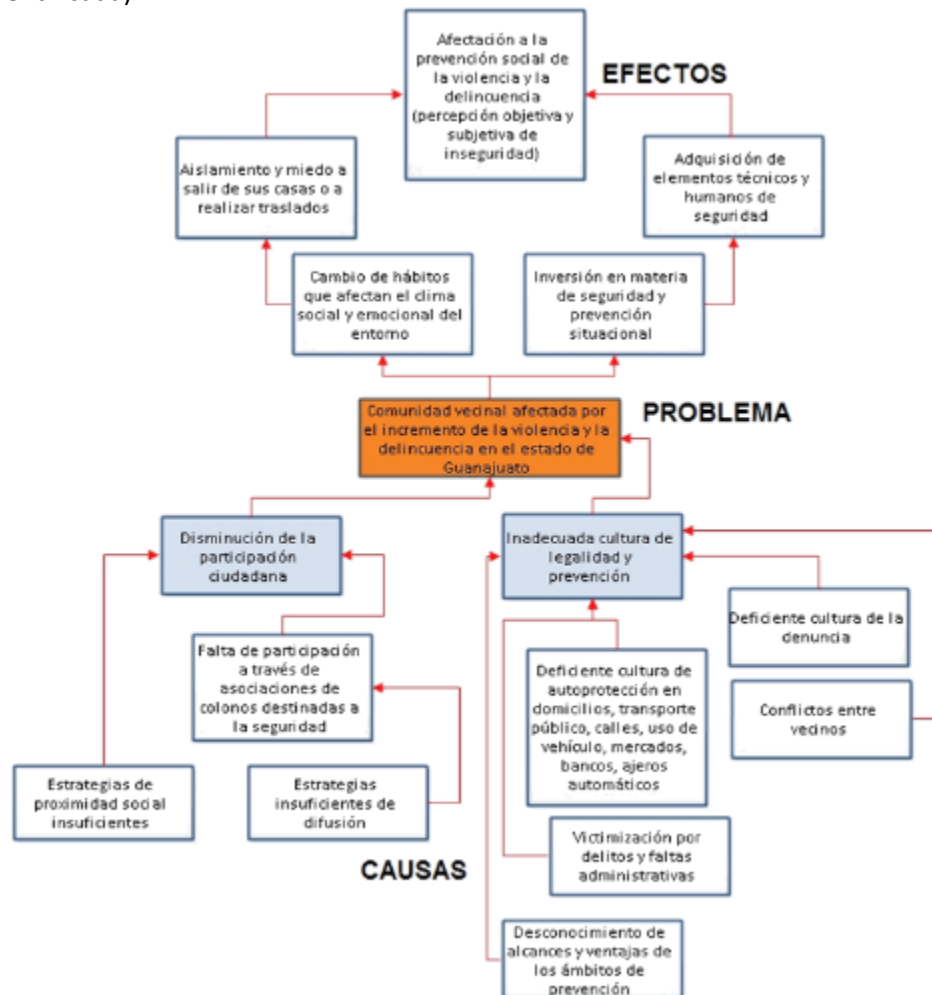 Afectación a la
prevención social de
la violencia y la
delincuencia
(percepción objetiva y
subjetiva de
inseguridad)
EFECTOS
Aislamiento y miedo a
salir de sus casas o a
realizar traslados
Adquisición de
elementos técnicos y
humanos de
seguridad
Cambio de hábitos
que afectan el clima
social y emocional del
entorno
Inversión en materia
de seguridad y
prevención
situacional
PROBLEMA
Comunidad vecinal afectada por
el incremento de la violencia y la
delincuencia en el estado de
Guanajuato
Disminución de la
participación
ciudadana
Inadecuada cultura de
legalidad y
prevención
Deficiente cultura de la
denuncia
Falta de participación
a través de
asociaciones de
colonos destinadas a
la seguridad
Deficiente cultura de
autoprotección en
domicilios, transporte
público, calles, uso de
vehículo, mercados,
bancos, ajeros
automáticos
Conflictos entre
vecinos
Estrategias de
proximidad social
insuficientes
Estrategias
insuficientes de
difusión
CAUSAS
Victimización por
delitos y faltas
administrativas
Desconocimiento de
alcances y ventajas de
los ámbitos de
prevención